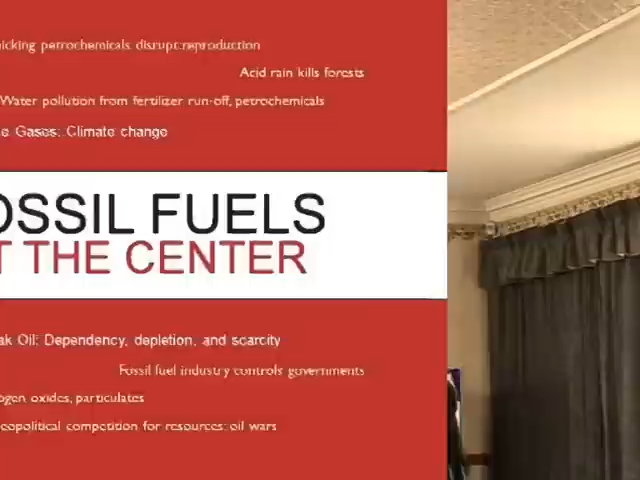 petrochemicals disrupt reproduction
Acid rain kills forests
Water pollution from fertilizer run-off, petrochemicals
Gases: Climate change
OSSIL FUELS
T THE CENTER
ak Oil: Dependency, depletion, and scarcity
Fossil fuel industry controls governments
ogen oxides, particulates
eopolitical competition for resources: oil wars